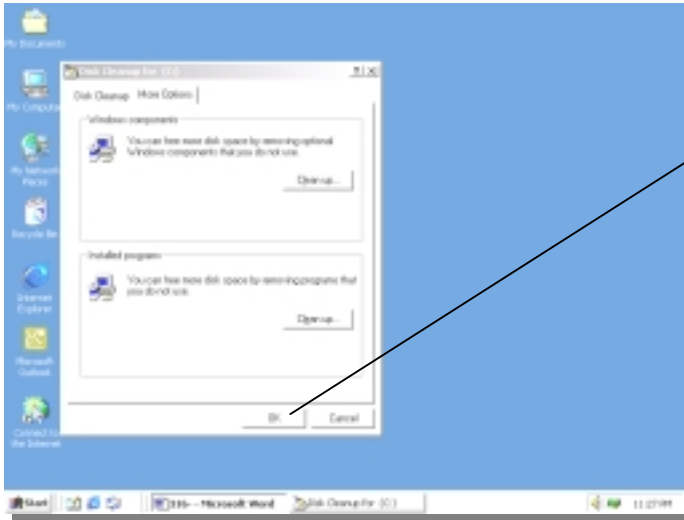 My Documents
Disk Cleanup for (C:)
My Computer
Disk Cleanup More Options
Windows components
You can free more disk space by removing optional
Windows components that you do not use.
Clean up...
My Network
Places
Recycle Bin
Installed programs
You can free more disk space by removing programs that
you do not use.
Clean up...
Internet
Explorer
Microsoft
Outlook
OK Cancel
Connect to
the Internet
Start
- Microsoft Word
Disk Cleanup for (C:)